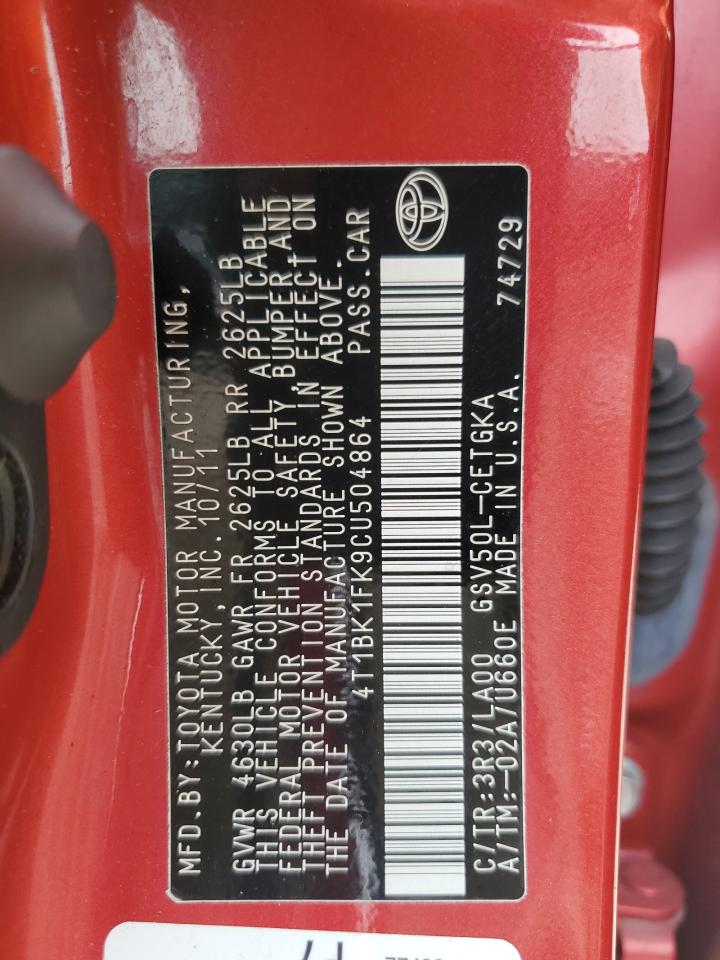 MFD.BY:TOYOTA MOTOR MANUFACTURING,
KENTUCKY, INC. 10/11
GVWR 4630LB GAWR FR 2625LB RR 2625LB
THIS VEHICLE CONFORMS TO ALL APPLICABLE
FEDERAL MOTOR VEHICLE SAFETY, BUMPER, AND
THEFT PREVENTION STANDARDS IN EFFECT ON
THE DATE OF MANUFACTURE SHOWN ABOVE.
4T1BK1FK9CU504864 PASS.CAR
C/TR:3R3/LA00 GSV50L-CETGKA
A/TM:-02A/U660E MADE IN U.S.A. 74729